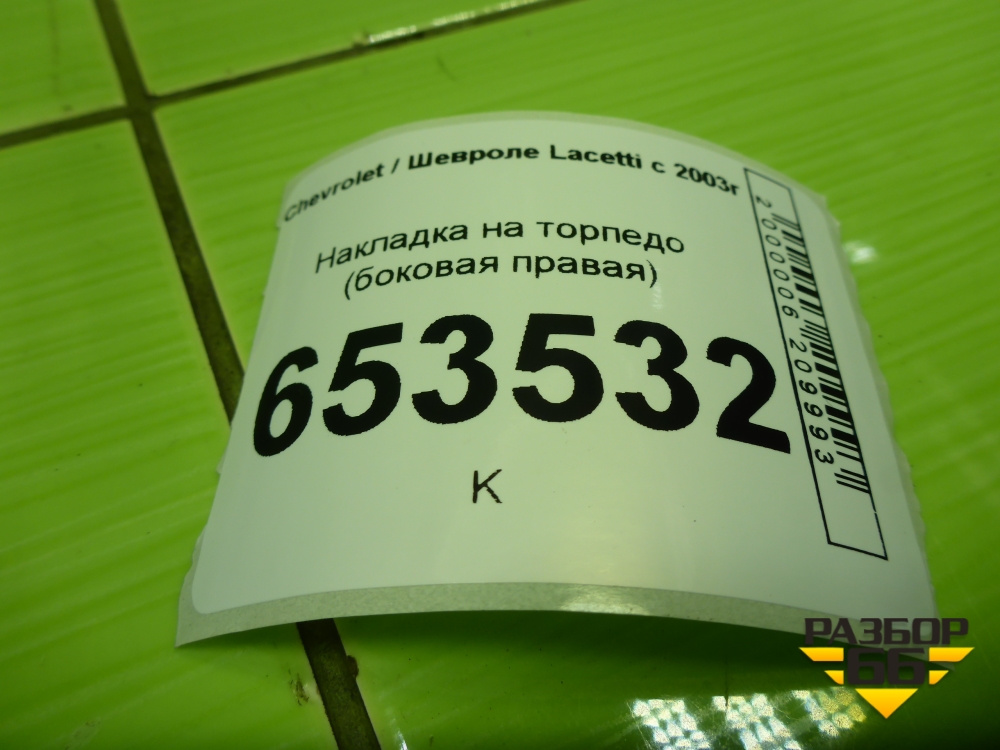 Chevrolet / Шевроле Lacetti с 2003г
Накладка на торпедо
(боковая правая)
653532
К
2000006209993
РАЗБОР
66